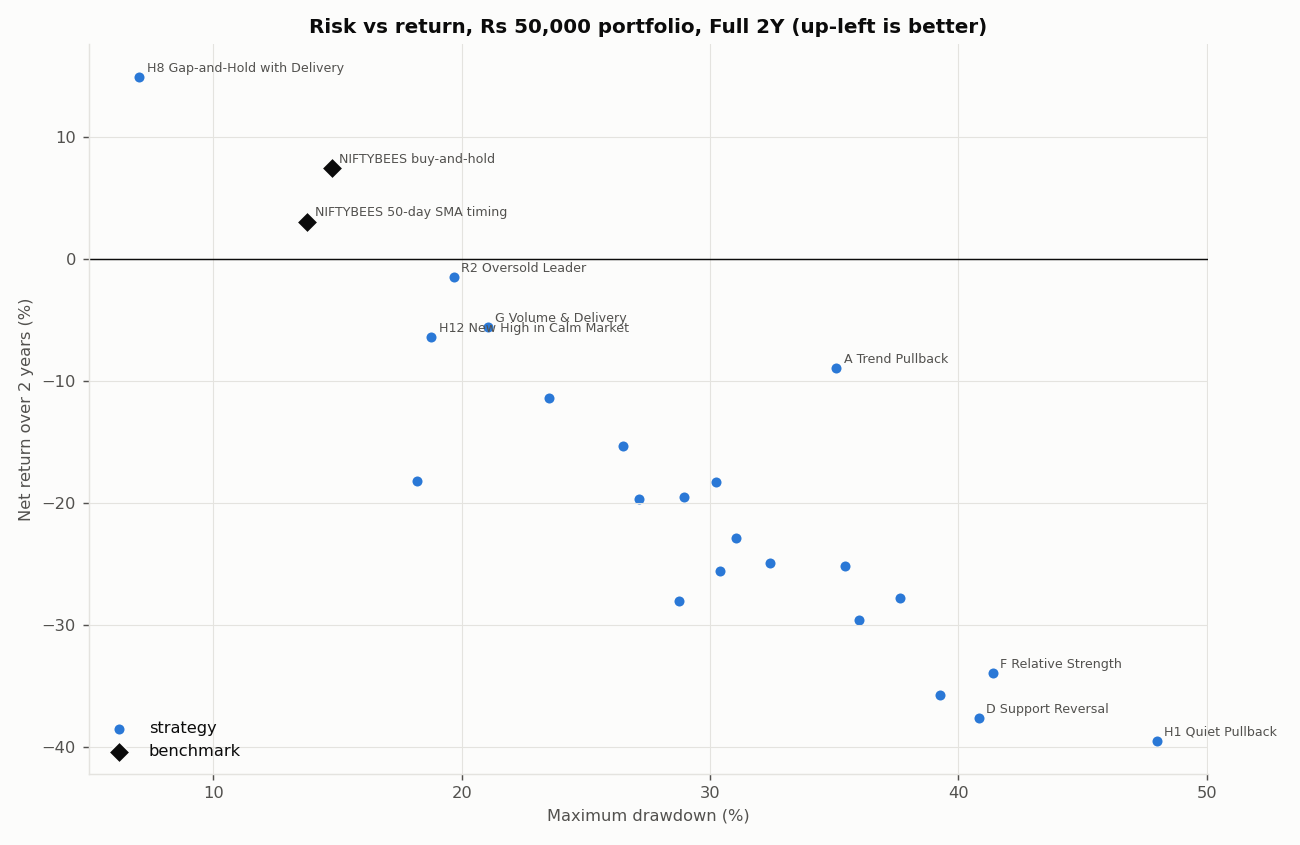 Risk vs return, Rs 50,000 portfolio, Full 2Y (up-left is better)
H8 Gap-and-Hold with Delivery
10
NIFTYBEES buy-and-hold
NIFTYBEES 50-day SMA timing
0
R2 Oversold Leader
G Volume & Delivery
H12 New High in Calm Market
A Trend Pullback
−10
−20
−30
F Relative Strength
D Support Reversal
H1 Quiet Pullback
−40
strategy
benchmark
Net return over 2 years (%)
10 20 30 40 50
Maximum drawdown (%)